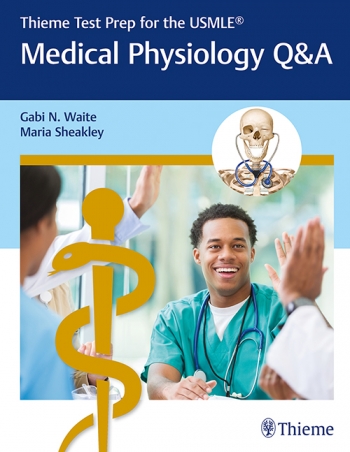 Thieme Test Prep for the USMLE®
Medical Physiology Q&A
Gabi N. Waite
Maria Sheakley
Thieme